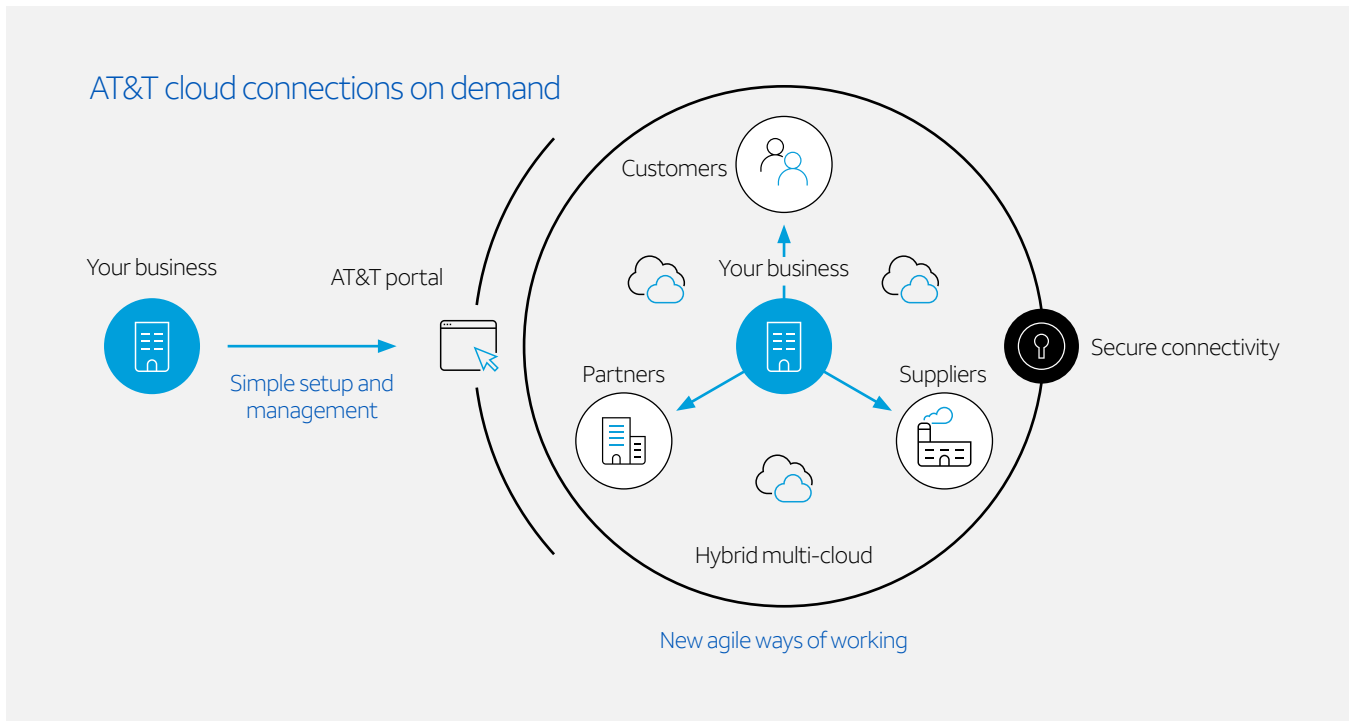 AT&T cloud connections on demand
Customers
Your business
AT&T portal
Your business
Simple setup and
management
Partners
Suppliers
Secure connectivity
Hybrid multi-cloud
New agile ways of working